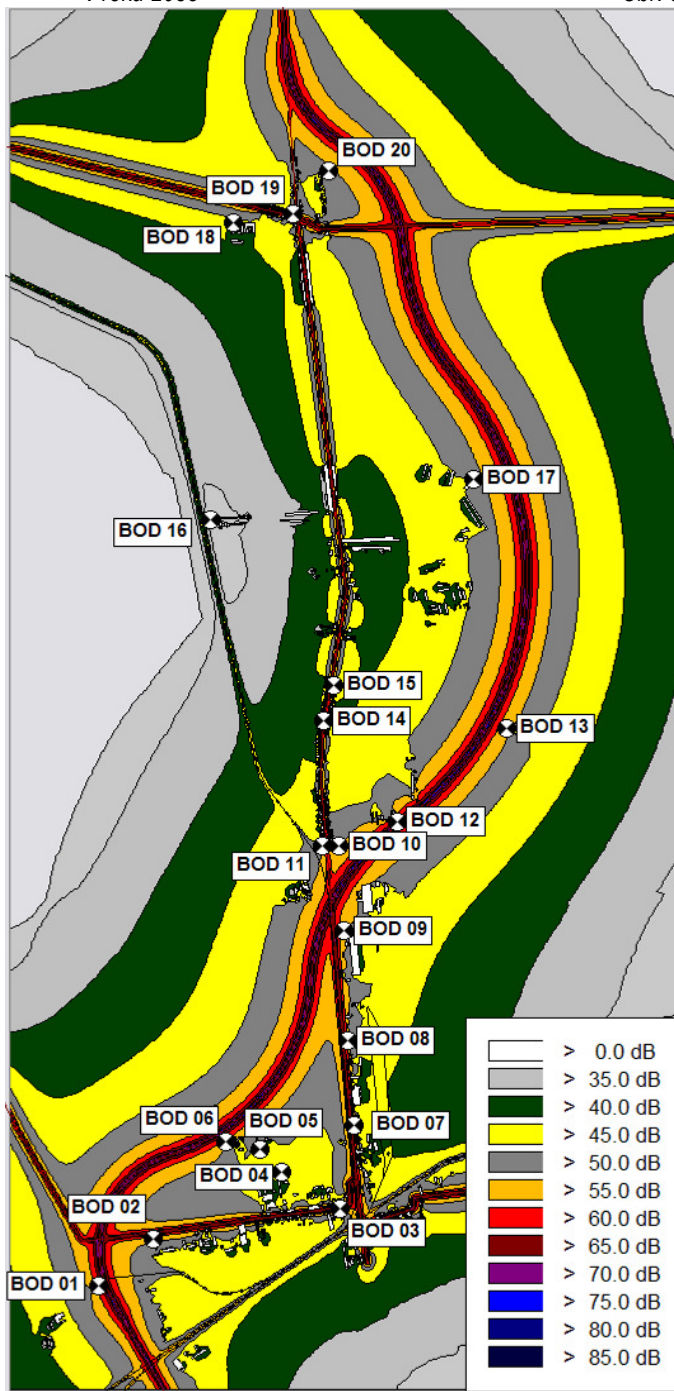 2000
BOD 20
BOD 19
BOD 18
BOD 17
BOD 16
BOD 15
BOD 14
BOD 13
BOD 12
BOD 10
BOD 11
BOD 09
BOD 08
BOD 06
BOD 05
BOD 07
BOD 04
BOD 02
BOD 03
BOD 01
> 0.0 dB
> 35.0 dB
> 40.0 dB
> 45.0 dB
> 50.0 dB
> 55.0 dB
> 60.0 dB
> 65.0 dB
> 70.0 dB
> 75.0 dB
> 80.0 dB
> 85.0 dB